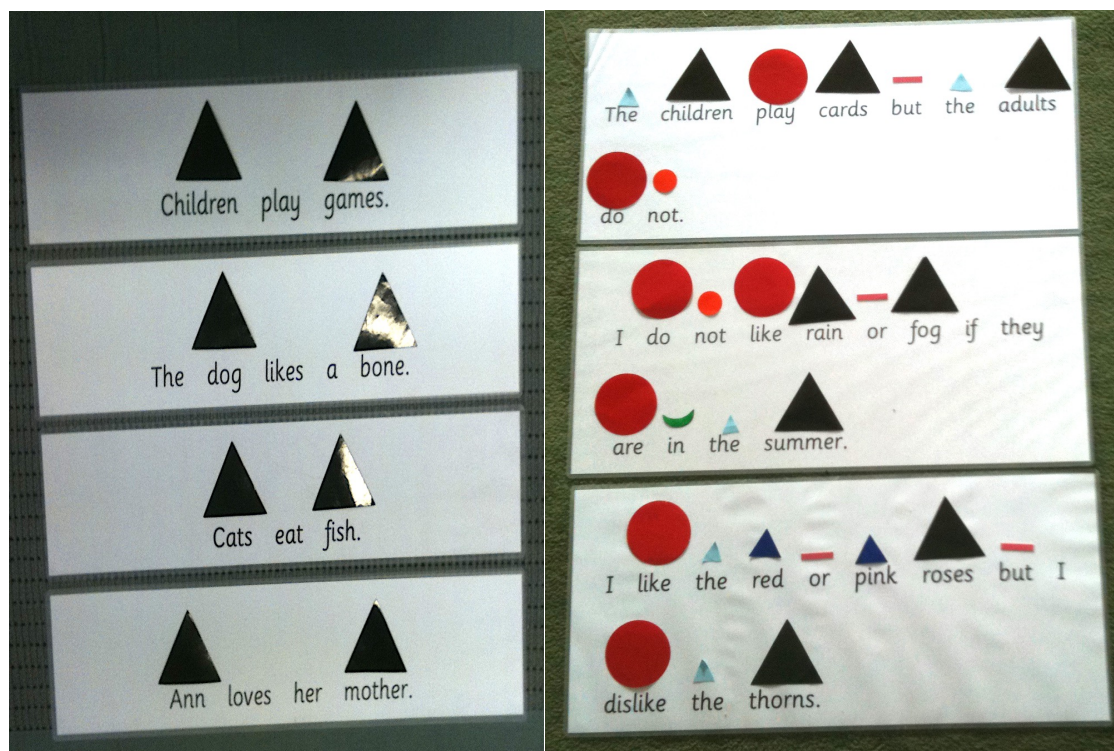 Children play games.
The dog likes a bone.
Cats eat fish.
Ann loves her mother.
The children play cards but the adults
do not.
I do not like rain or fog if they
are in the summer.
I like the red or pink roses but I
dislike the thorns.